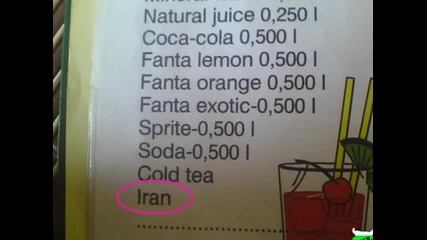 Natural juice 0,250 l
Coca-cola 0,500 l
Fanta lemon 0,500 l
Fanta orange 0,500 l
Fanta exotic-0,500 l
Sprite-0,500 l
Soda-0,500 l
Cold tea
Iran